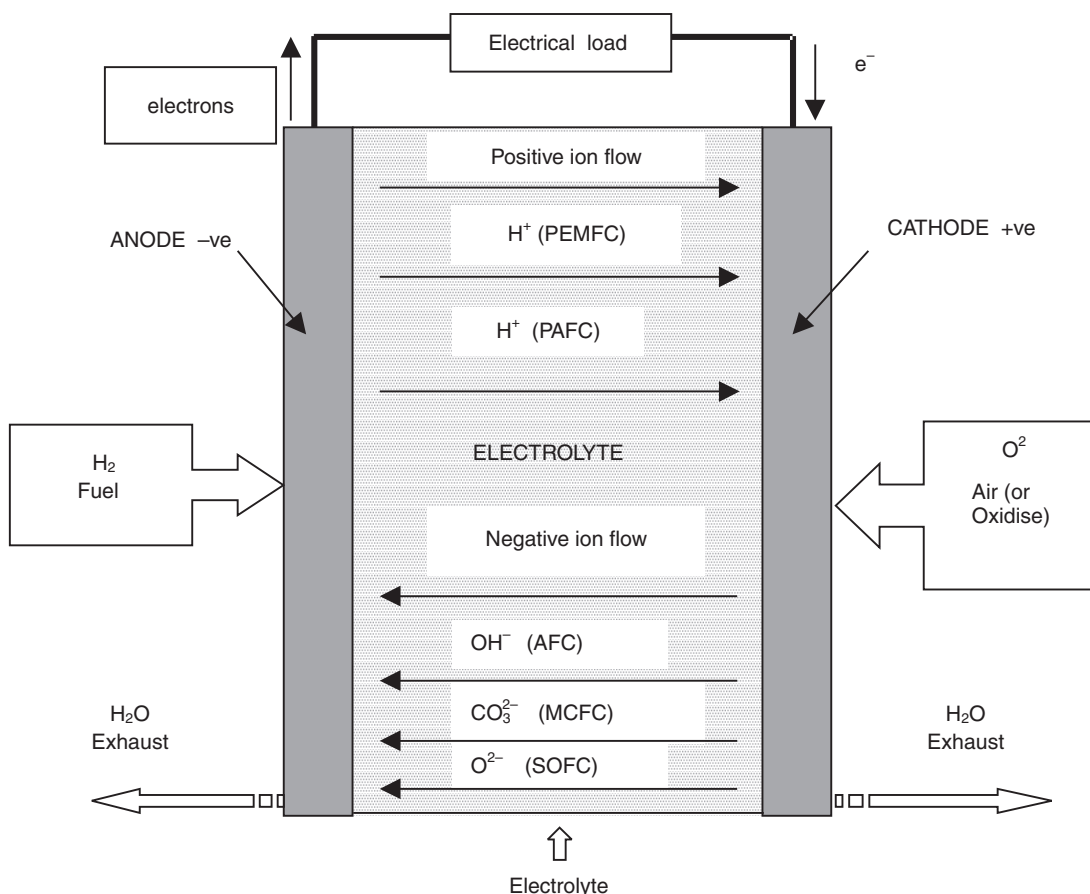 Electrical load
e⁻
electrons
Positive ion flow
H⁺ (PEMFC)
ANODE –ve
CATHODE +ve
H⁺ (PAFC)
ELECTROLYTE
H₂
Fuel
O²
Air (or
Oxidise)
Negative ion flow
OH⁻ (AFC)
CO₃²⁻ (MCFC)
O²⁻ (SOFC)
H₂O
Exhaust
H₂O
Exhaust
Electrolyte